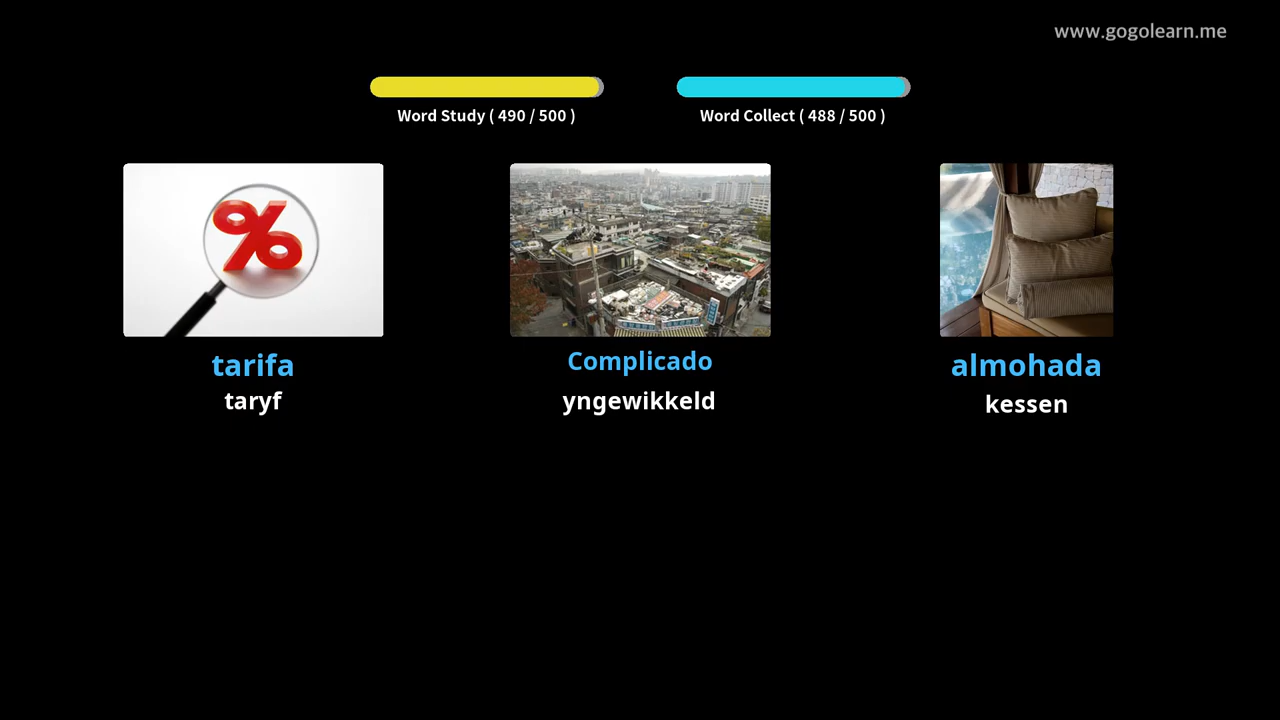 www.gogolearn.me
Word Study ( 490 / 500 )
Word Collect ( 488 / 500 )
%
tarifa
Complicado
almohada
taryf
yngewikkeld
kessen